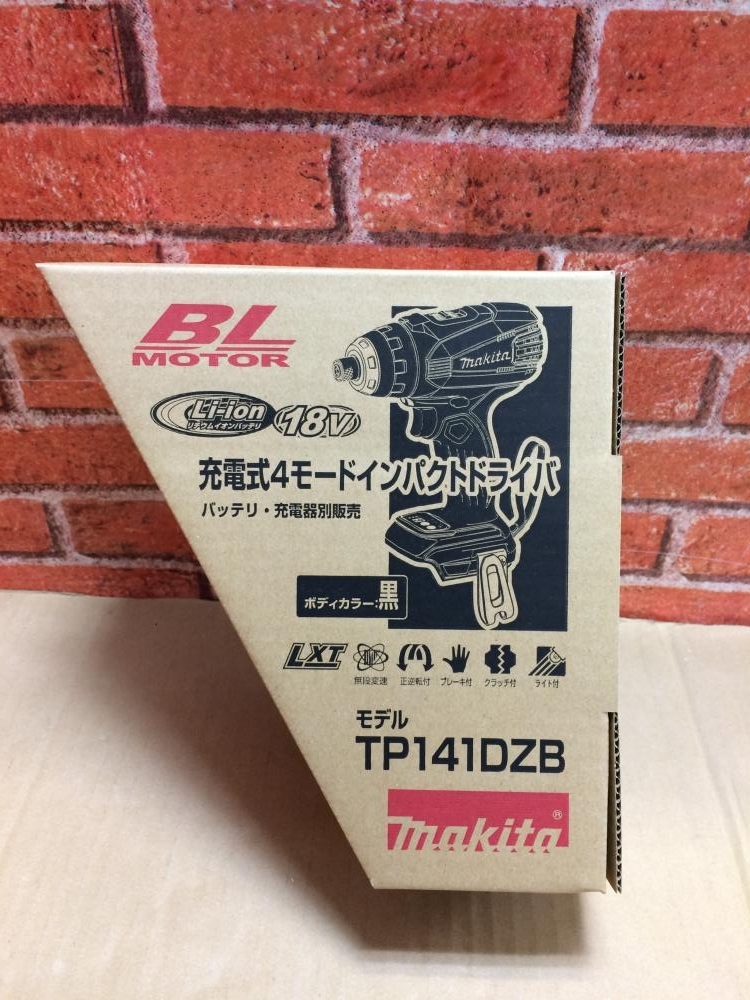 BL
MOTOR
makita
Li-ion
リチウムイオンバッテリ
18V
充電式4モードインパクトドライバ
バッテリ・充電器別販売
ボディカラー:黒
LXT
無段変速 正逆転付 ブレーキ付 クラッチ付 ライト付
モデル
TP141DZB
makita®